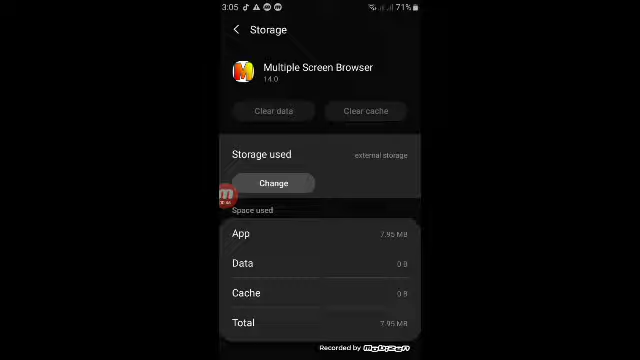 3:05 71%
Storage
Multiple Screen Browser
14.0
Clear data Clear cache
Storage used external storage
Change
Space used
App 7.95 MB
Data 0 B
Cache 0 B
Total 7.95 MB
Recorded by mobizen